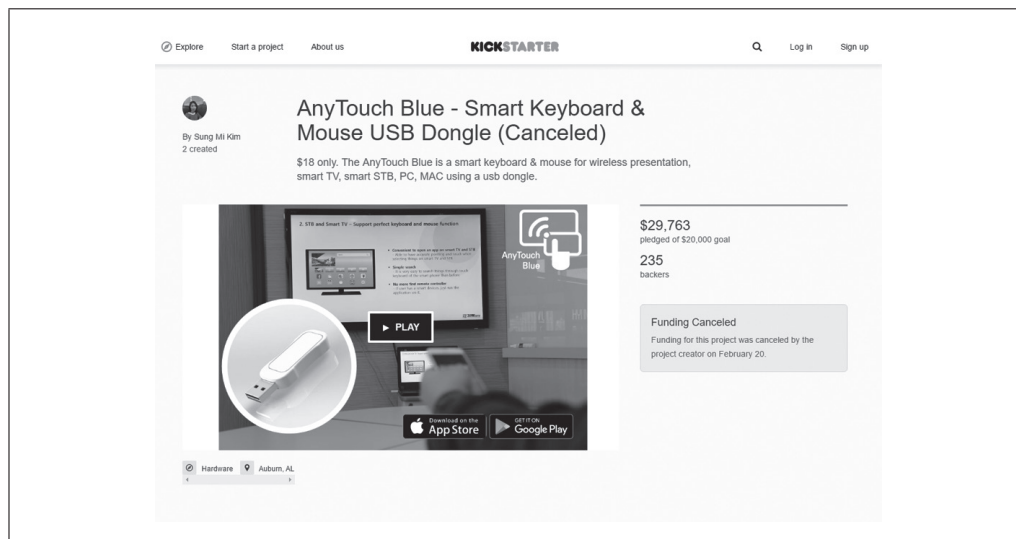 Explore Start a project About us KICKSTARTER Log in Sign up
AnyTouch Blue - Smart Keyboard &
Mouse USB Dongle (Canceled)
By Sung Mi Kim
2 created
$18 only. The AnyTouch Blue is a smart keyboard & mouse for wireless presentation,
smart TV, smart STB, PC, MAC using a usb dongle.
2. STB and Smart TV - Support perfect keyboard and mouse function
AnyTouch
Blue
PLAY
Download on the
App Store
GET IT ON
Google Play
$29,763
pledged of $20,000 goal
235
backers
Funding Canceled
Funding for this project was canceled by the
project creator on February 20.
Hardware Auburn, AL